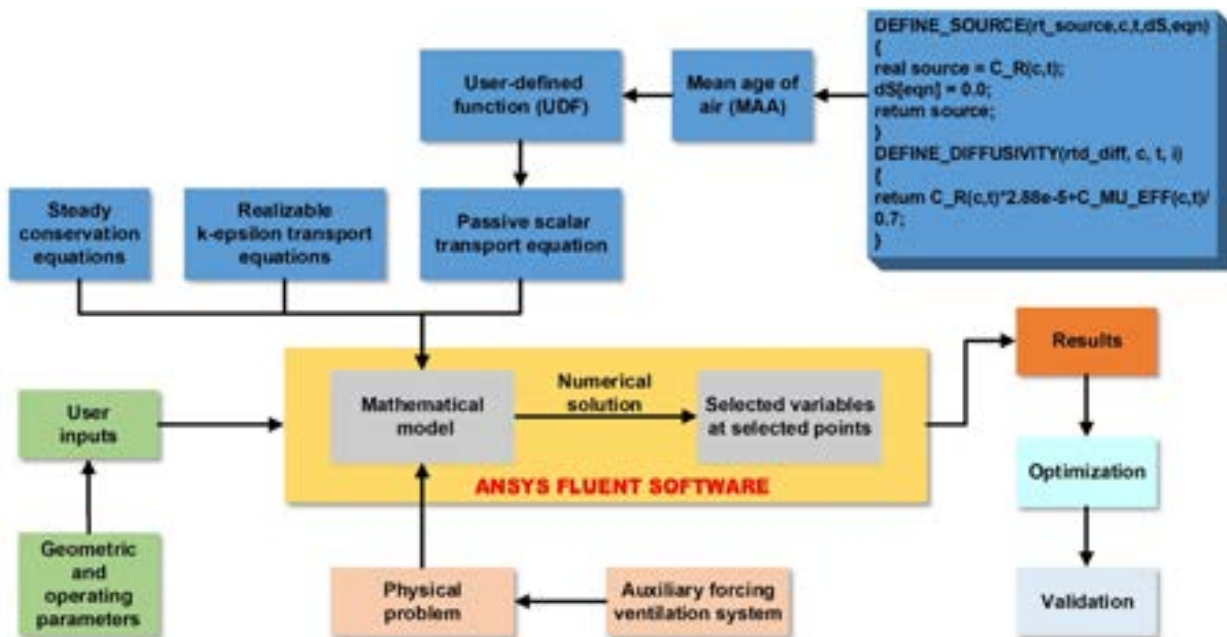 DEFINE_SOURCE(rt_source,c,t,dS,eqn)
{
real source = C_R(c,t);
dS[eqn] = 0.0;
return source;
}
DEFINE_DIFFUSIVITY(rtd_diff, c, t, i)
{
return C_R(c,t)*2.88e-5+C_MU_EFF(c,t)/
0.7;
}
Mean age of
air (MAA)
User-defined
function (UDF)
Steady
conservation
equations
Realizable
k-epsilon transport
equations
Passive scalar
transport equation
User
inputs
Geometric
and
operating
parameters
Mathematical
model
Numerical
solution
Selected variables
at selected points
ANSYS FLUENT SOFTWARE
Physical
problem
Auxiliary forcing
ventilation system
Results
Optimization
Validation